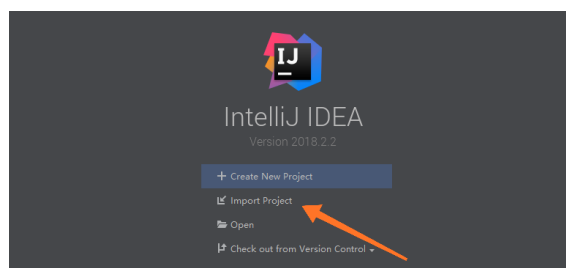 IJ
IntelliJ IDEA
Version 2018.2.2
Create New Project
Import Project
Open
Check out from Version Control